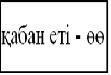 қабан еті - өө